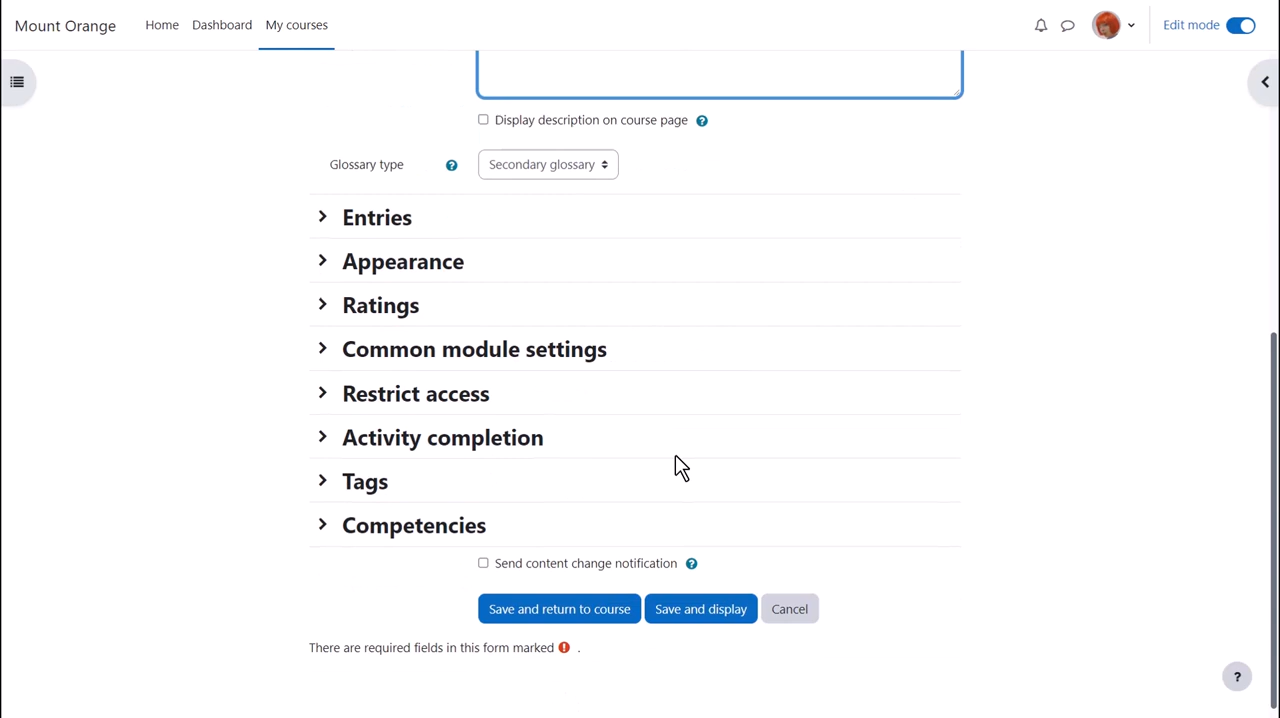 Mount Orange Home Dashboard My courses Edit mode
Display description on course page ?
Glossary type ? Secondary glossary
Entries
Appearance
Ratings
Common module settings
Restrict access
Activity completion
Tags
Competencies
Send content change notification ?
Save and return to course Save and display Cancel
There are required fields in this form marked ! .
?